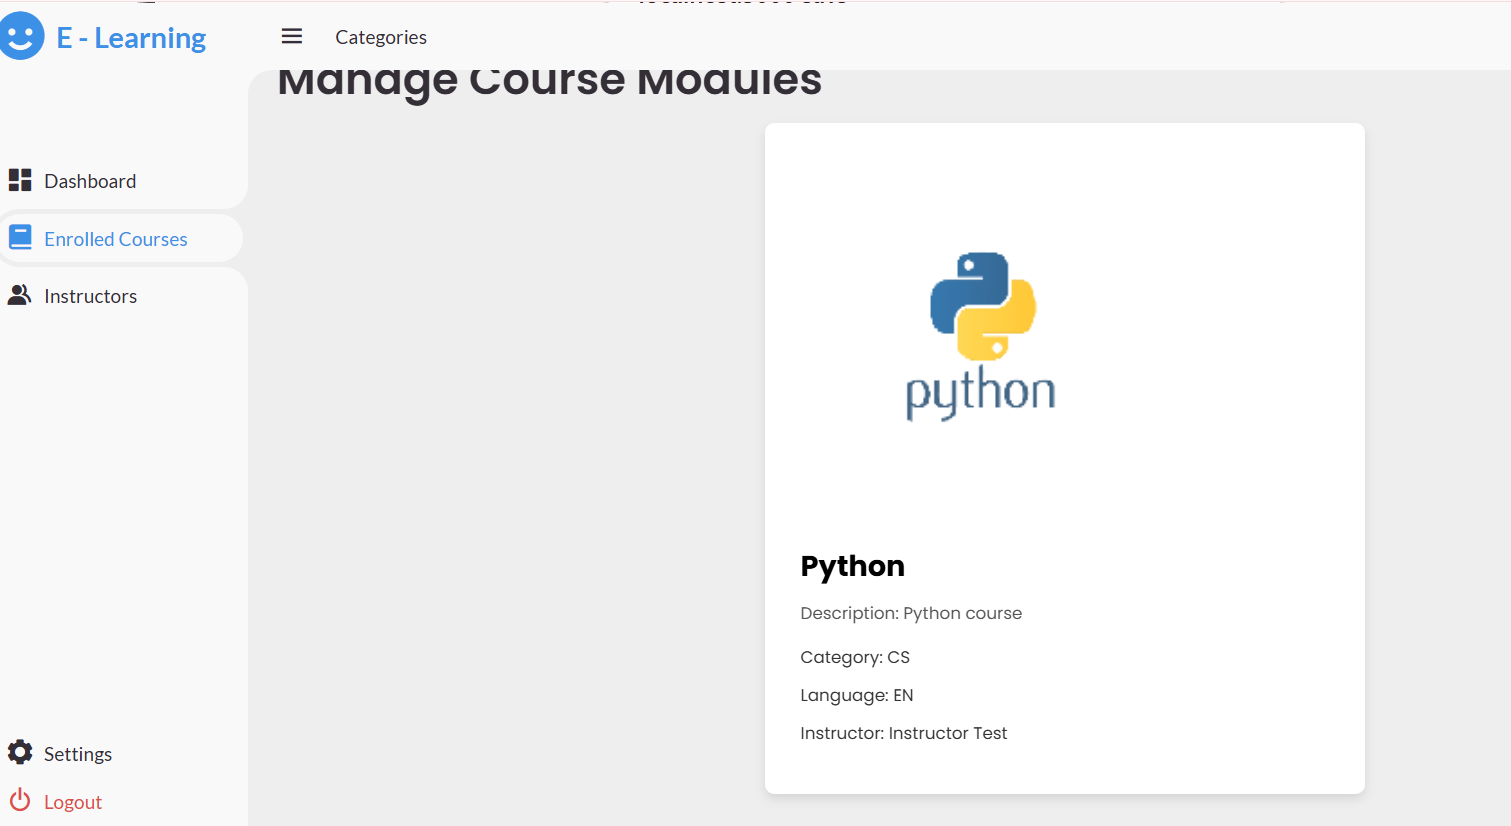 E - Learning
Categories
Manage Course Modules
Dashboard
Enrolled Courses
Instructors
python
Python
Description: Python course
Category: CS
Language: EN
Instructor: Instructor Test
Settings
Logout